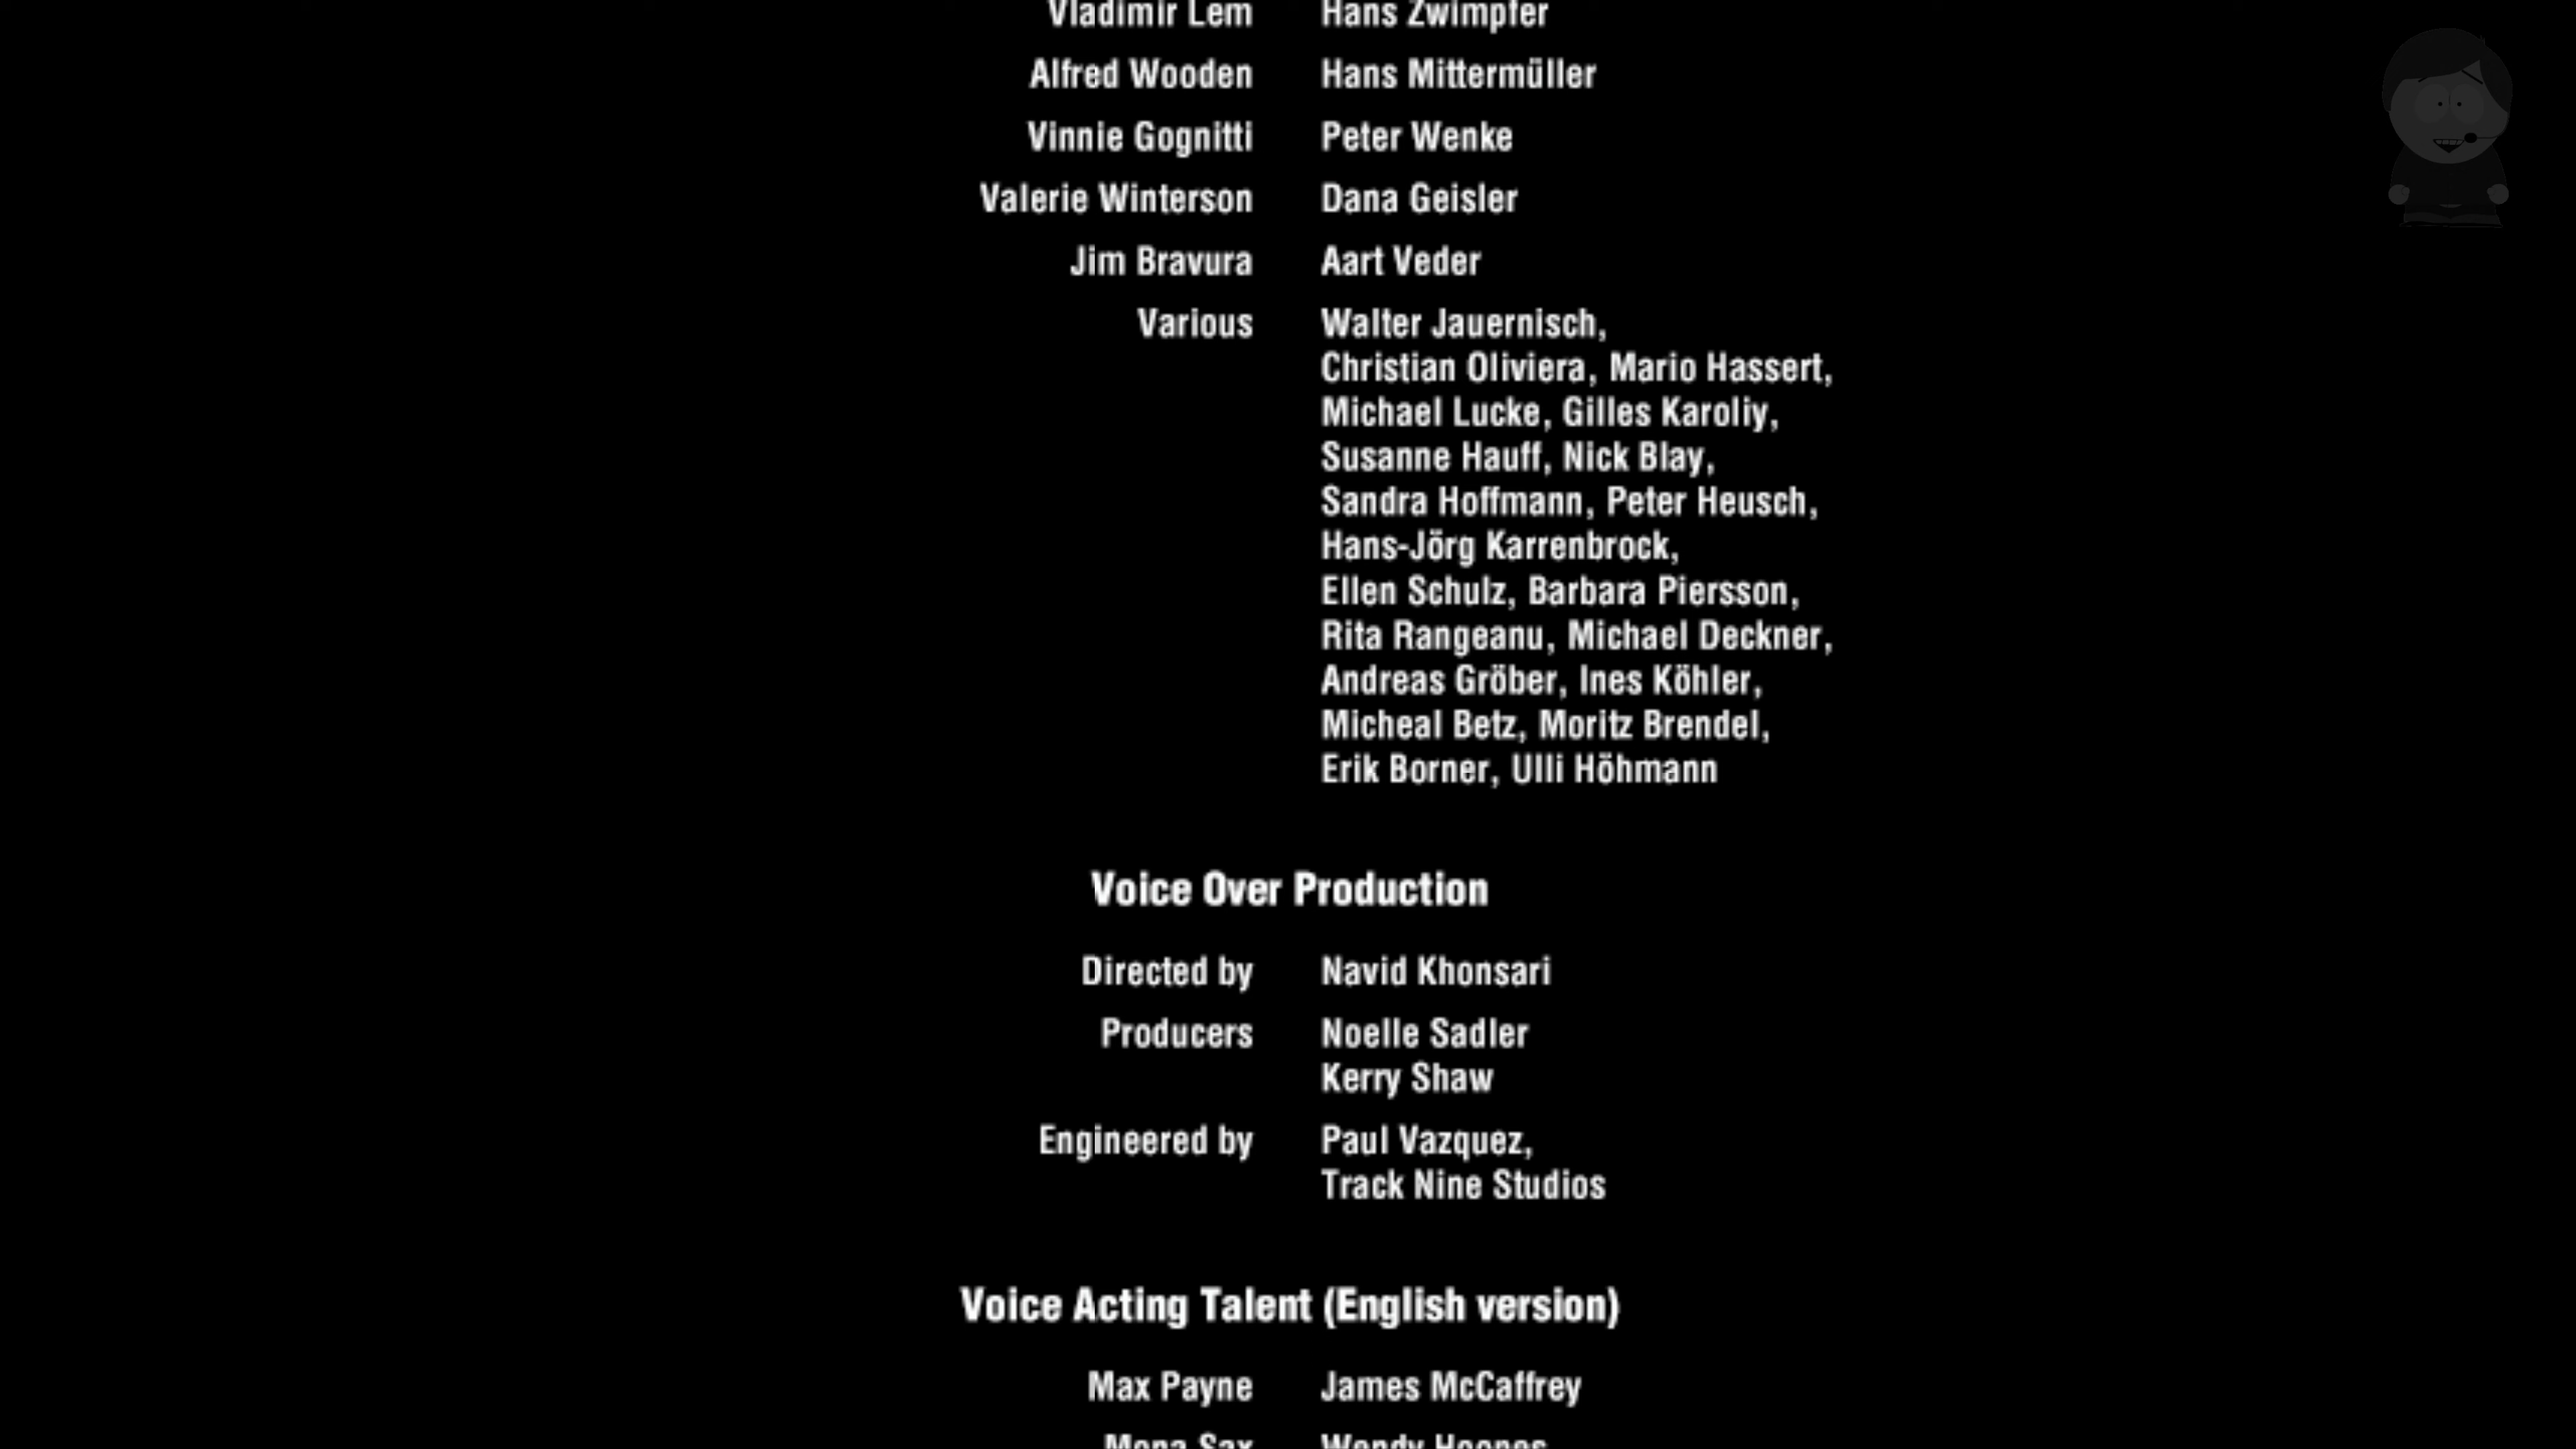 Vladimir Lem Hans Zwimpfer
Alfred Wooden Hans Mittermüller
Vinnie Gognitti Peter Wenke
Valerie Winterson Dana Geisler
Jim Bravura Aart Veder
Various Walter Jauernisch,
Christian Oliviera, Mario Hassert,
Michael Lucke, Gilles Karoliy,
Susanne Hauff, Nick Blay,
Sandra Hoffmann, Peter Heusch,
Hans-Jörg Karrenbrock,
Ellen Schulz, Barbara Piersson,
Rita Rangeanu, Michael Deckner,
Andreas Gröber, Ines Köhler,
Micheal Betz, Moritz Brendel,
Erik Borner, Ulli Höhmann
Voice Over Production
Directed by Navid Khonsari
Producers Noelle Sadler
Kerry Shaw
Engineered by Paul Vazquez,
Track Nine Studios
Voice Acting Talent (English version)
Max Payne James McCaffrey
Mona Sax Wendy Hoopes